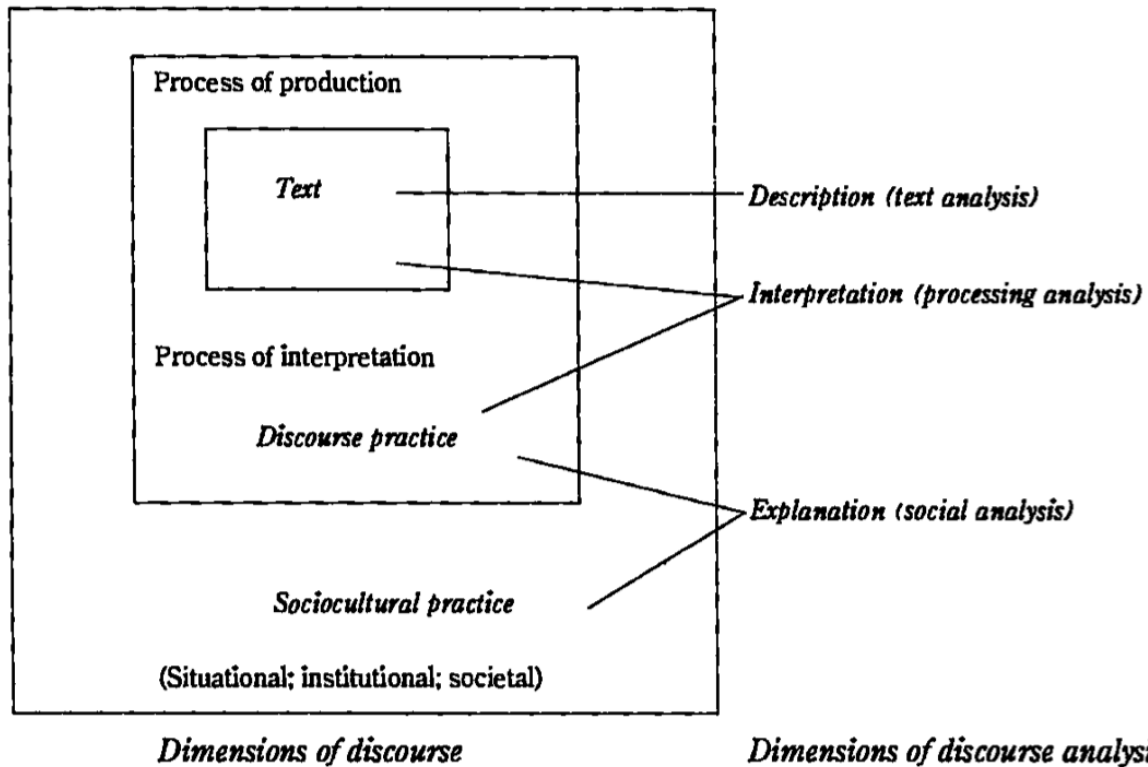 Process of production
Text
Description (text analysis)
Interpretation (processing analysis)
Process of interpretation
Discourse practice
Explanation (social analysis)
Sociocultural practice
(Situational; institutional; societal)
Dimensions of discourse
Dimensions of discourse analysi